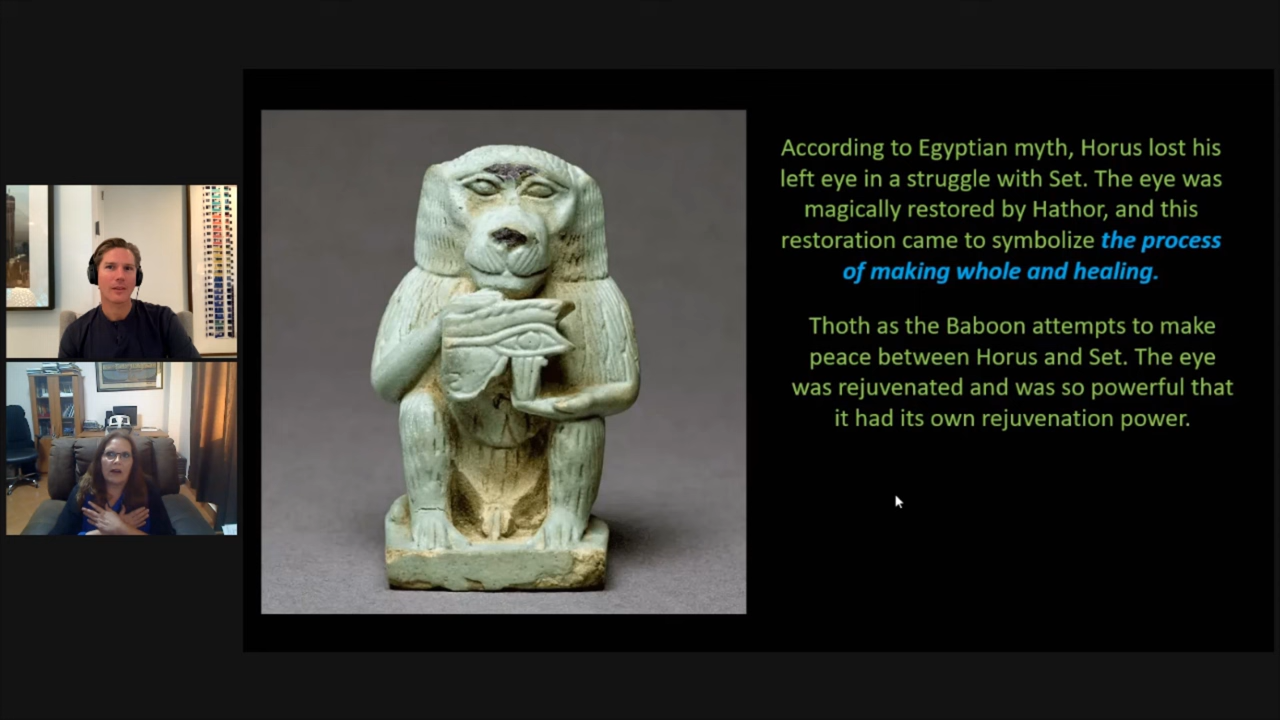 According to Egyptian myth, Horus lost his
left eye in a struggle with Set. The eye was
magically restored by Hathor, and this
restoration came to symbolize the process
of making whole and healing.
Thoth as the Baboon attempts to make
peace between Horus and Set. The eye
was rejuvenated and was so powerful that
it had its own rejuvenation power.